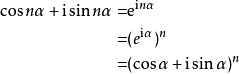 cos nα + i sin nα = e^{inα}
= (e^{iα})^n
= (cos α + i sin α)^n